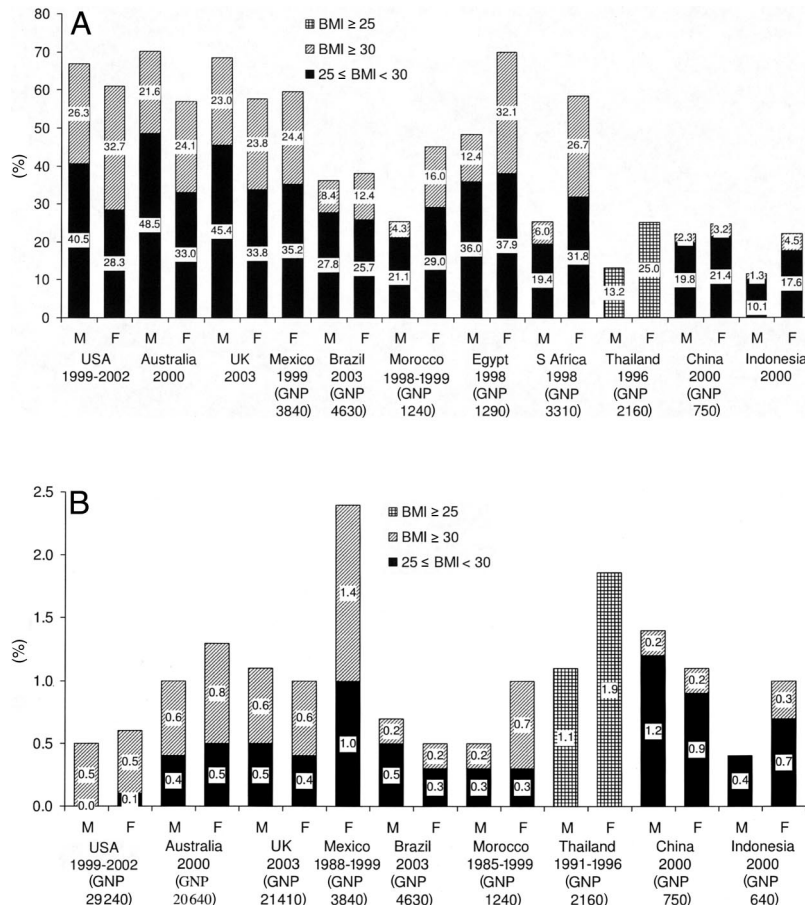 A
BMI ≥ 25
BMI ≥ 30
25 ≤ BMI < 30
(%)
80
70
60
50
40
30
20
10
0
26.3 32.7 21.6 24.1 23.0 23.8 24.4 8.4 12.4 4.3 16.0 12.4 32.1 6.0 26.7 13.2 25.0 2.3 3.2 1.3 4.5
40.5 28.3 48.5 33.0 45.4 33.8 35.2 27.8 25.7 21.1 29.0 36.0 37.9 19.4 31.8 19.8 21.4 10.1 17.6
M F M F M F F M F M F M F M F M F M F M F
USA Australia UK Mexico Brazil Morocco Egypt S Africa Thailand China Indonesia
1999-2002 2000 2003 1999 2003 1998-1999 1998 1998 1996 2000 2000
(GNP (GNP (GNP (GNP (GNP (GNP (GNP
3840) 4630) 1240) 1290) 3310) 2160) 750)
B
BMI ≥ 25
BMI ≥ 30
25 ≤ BMI < 30
(%)
2.5
2.0
1.5
1.0
0.5
0.0
0.5 0.5 0.6 0.8 0.6 0.6 1.4 0.2 0.2 0.2 0.7 1.1 1.9 0.2 0.2 0.3
0.0 0.1 0.4 0.5 0.5 0.4 1.0 0.5 0.3 0.3 0.3 1.2 0.9 0.4 0.7
M F M F M F F M F M F M F M F M F
USA Australia UK Mexico Brazil Morocco Thailand China Indonesia
1999-2002 2000 2003 1988-1999 2003 1985-1999 1991-1996 2000 2000
(GNP (GNP (GNP (GNP (GNP (GNP (GNP (GNP (GNP
29240) 20640) 21410) 3840) 4630) 1240) 2160) 750) 640)